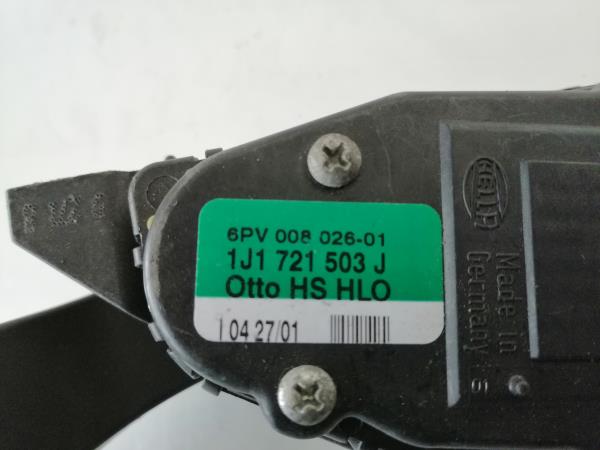 6PV 008 026-01
1J1 721 503 J
Otto HS HLO
I 04 27/01
HELLA
Made in
Germany